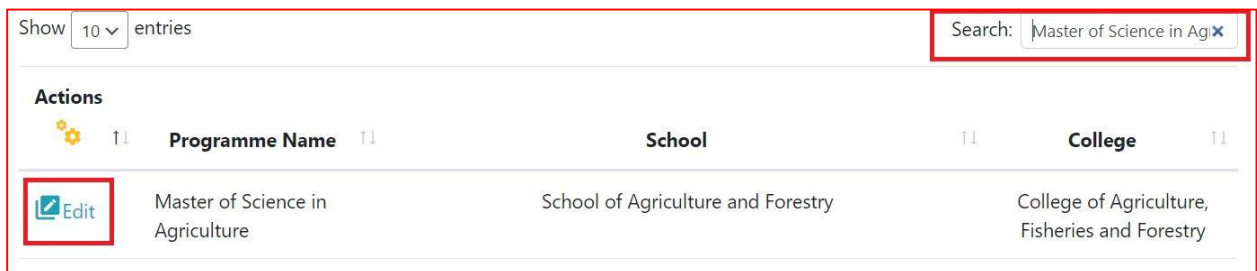 Show 10 entries Search: Master of Science in Ag
Actions
Programme Name School College
Edit Master of Science in School of Agriculture and Forestry College of Agriculture,
Agriculture Fisheries and Forestry